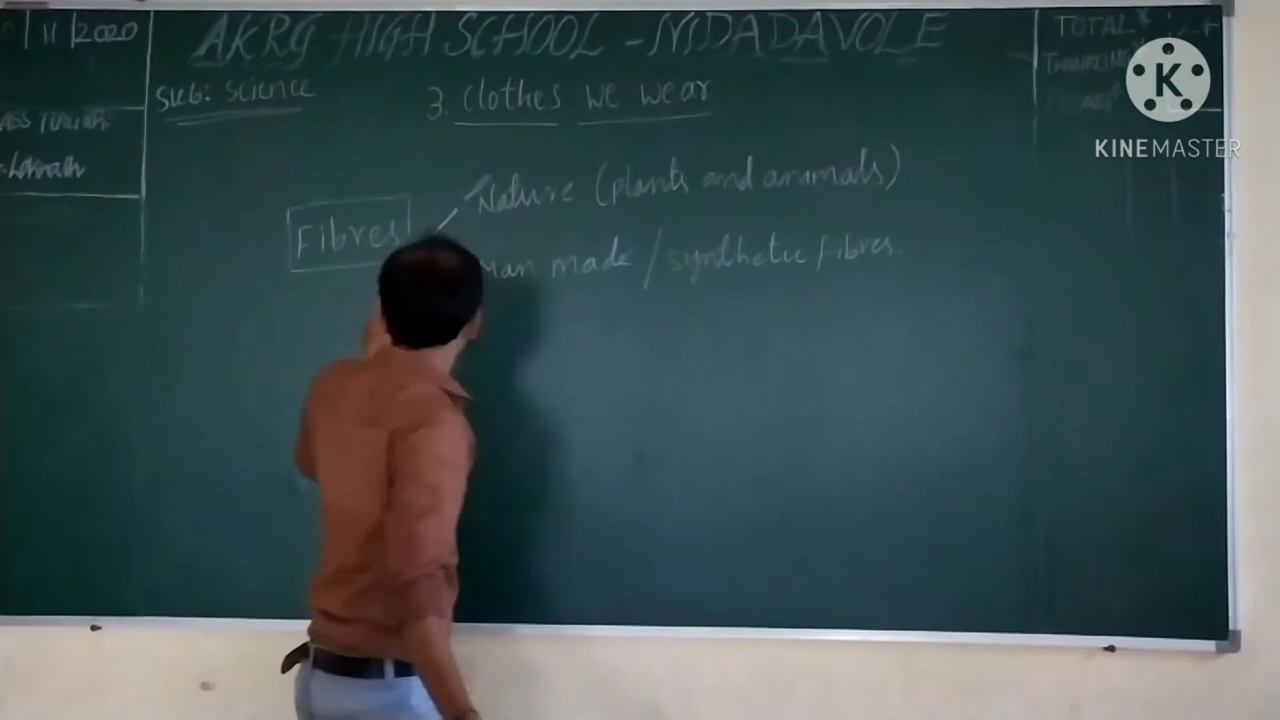 /11/2020
AKRG HIGH SCHOOL - NIDADAVOLE
TOTAL
Sub: Science
3. Clothes we wear
K
KINEMASTER
Nature (plants and animals)
Fibres
man made / synthetic fibres.